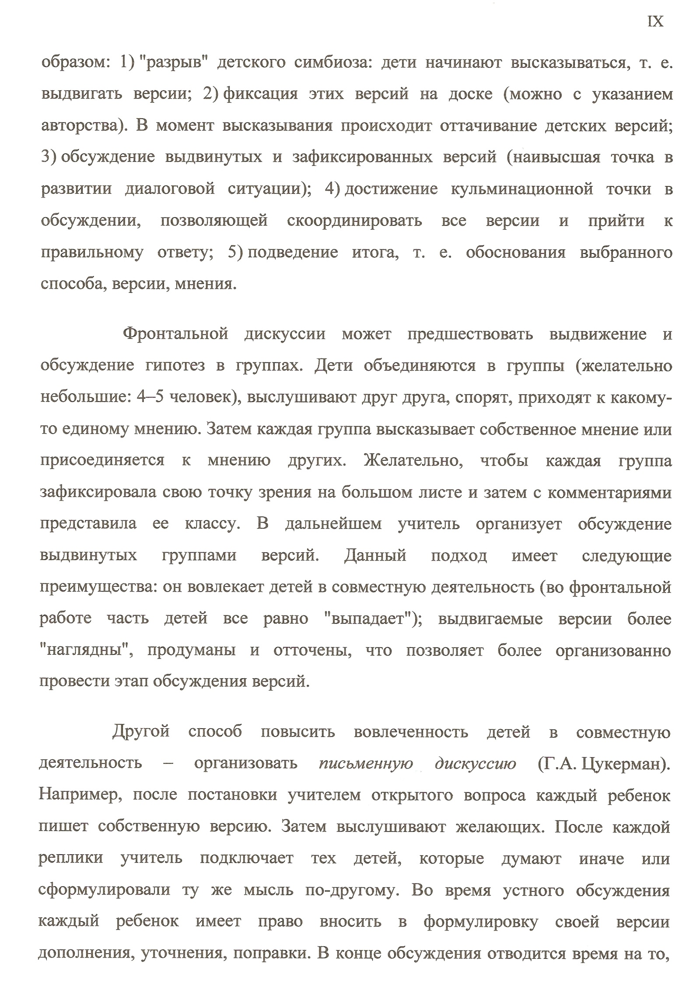 IX
образом: 1) "разрыв" детского симбиоза: дети начинают высказываться, т. е.
выдвигать версии; 2) фиксация этих версий на доске (можно с указанием
авторства). В момент высказывания происходит оттачивание детских версий;
3) обсуждение выдвинутых и зафиксированных версий (наивысшая точка в
развитии диалоговой ситуации); 4) достижение кульминационной точки в
обсуждении, позволяющей скоординировать все версии и прийти к
правильному ответу; 5) подведение итога, т. е. обоснования выбранного
способа, версии, мнения.
Фронтальной дискуссии может предшествовать выдвижение и
обсуждение гипотез в группах. Дети объединяются в группы (желательно
небольшие: 4–5 человек), выслушивают друг друга, спорят, приходят к какому-
то единому мнению. Затем каждая группа высказывает собственное мнение или
присоединяется к мнению других. Желательно, чтобы каждая группа
зафиксировала свою точку зрения на большом листе и затем с комментариями
представила ее классу. В дальнейшем учитель организует обсуждение
выдвинутых группами версий. Данный подход имеет следующие
преимущества: он вовлекает детей в совместную деятельность (во фронтальной
работе часть детей все равно "выпадает"); выдвигаемые версии более
"наглядны", продуманы и отточены, что позволяет более организованно
провести этап обсуждения версий.
Другой способ повысить вовлеченность детей в совместную
деятельность – организовать письменную дискуссию (Г.А. Цукерман).
Например, после постановки учителем открытого вопроса каждый ребенок
пишет собственную версию. Затем выслушивают желающих. После каждой
реплики учитель подключает тех детей, которые думают иначе или
сформулировали ту же мысль по-другому. Во время устного обсуждения
каждый ребенок имеет право вносить в формулировку своей версии
дополнения, уточнения, поправки. В конце обсуждения отводится время на то,